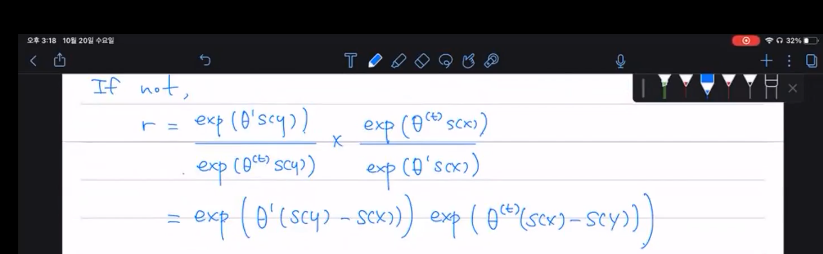 오후 3:18 10월 20일 수요일
32%
If not,
r = exp(θ's(y)) / exp(θ^(t) s(y)) × exp(θ^(t) s(x)) / exp(θ's(x))
= exp(θ'(s(y) - s(x))) exp(θ^(t)(s(x) - s(y)))